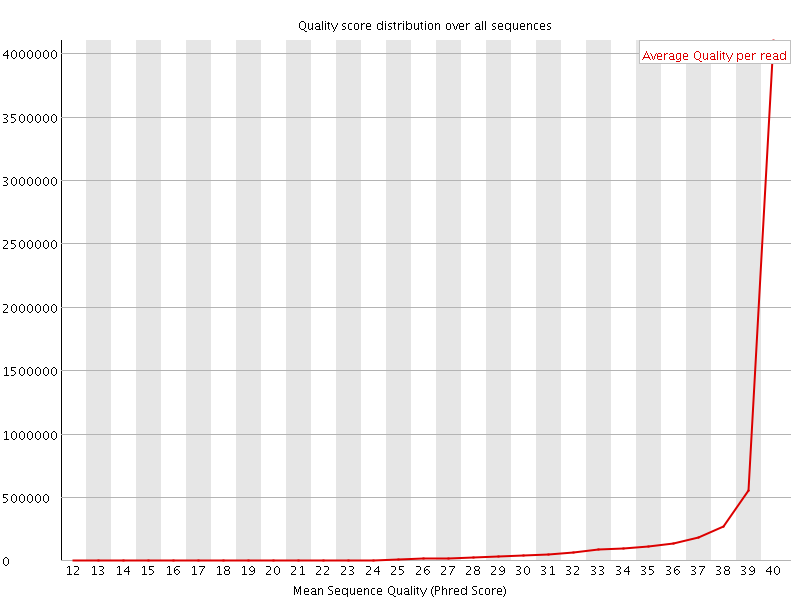 Quality score distribution over all sequences
Average Quality per read
4000000
3500000
3000000
2500000
2000000
1500000
1000000
500000
0
12 13 14 15 16 17 18 19 20 21 22 23 24 25 26 27 28 29 30 31 32 33 34 35 36 37 38 39 40
Mean Sequence Quality (Phred Score)